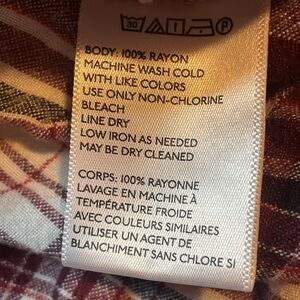 30 P
BODY: 100% RAYON
MACHINE WASH COLD
WITH LIKE COLORS
USE ONLY NON-CHLORINE
BLEACH
LINE DRY
LOW IRON AS NEEDED
MAY BE DRY CLEANED
CORPS: 100% RAYONNE
LAVAGE EN MACHINE À
TEMPÉRATURE FROIDE
AVEC COULEURS SIMILAIRES
UTILISER UN AGENT DE
BLANCHIMENT SANS CHLORE SI